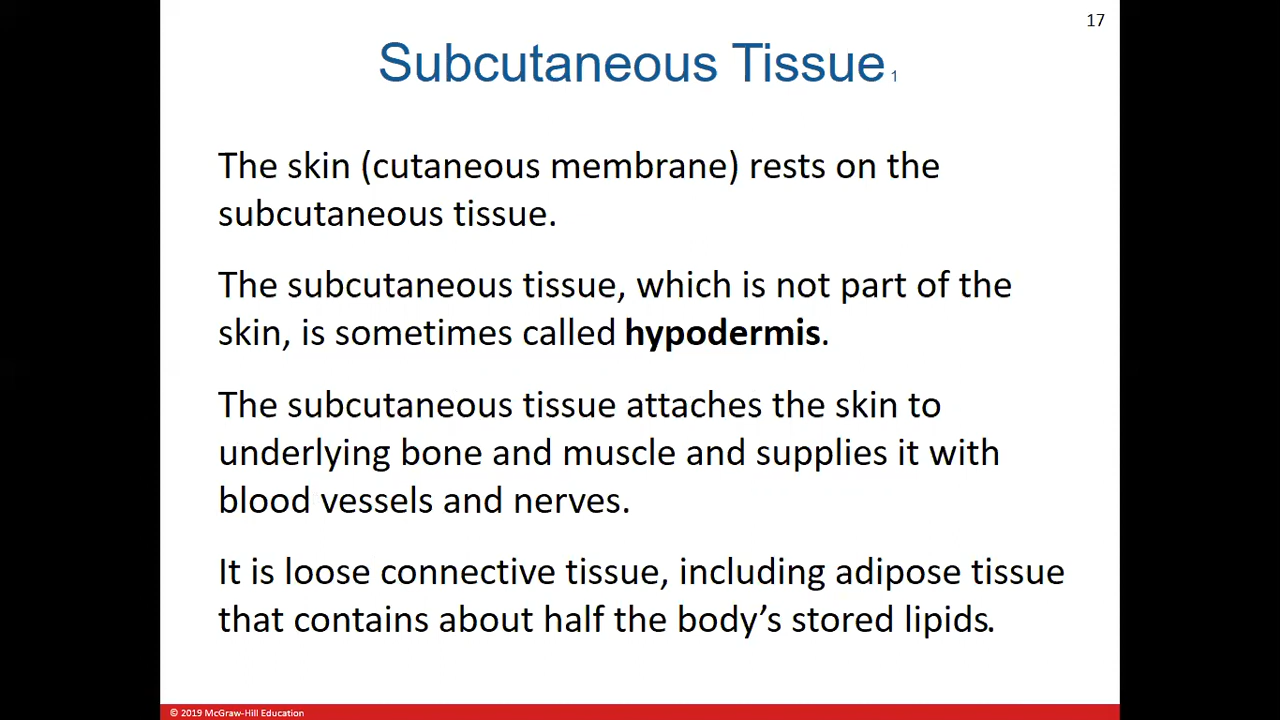 17
Subcutaneous Tissue 1
The skin (cutaneous membrane) rests on the
subcutaneous tissue.
The subcutaneous tissue, which is not part of the
skin, is sometimes called hypodermis.
The subcutaneous tissue attaches the skin to
underlying bone and muscle and supplies it with
blood vessels and nerves.
It is loose connective tissue, including adipose tissue
that contains about half the body’s stored lipids.
© 2019 McGraw-Hill Education